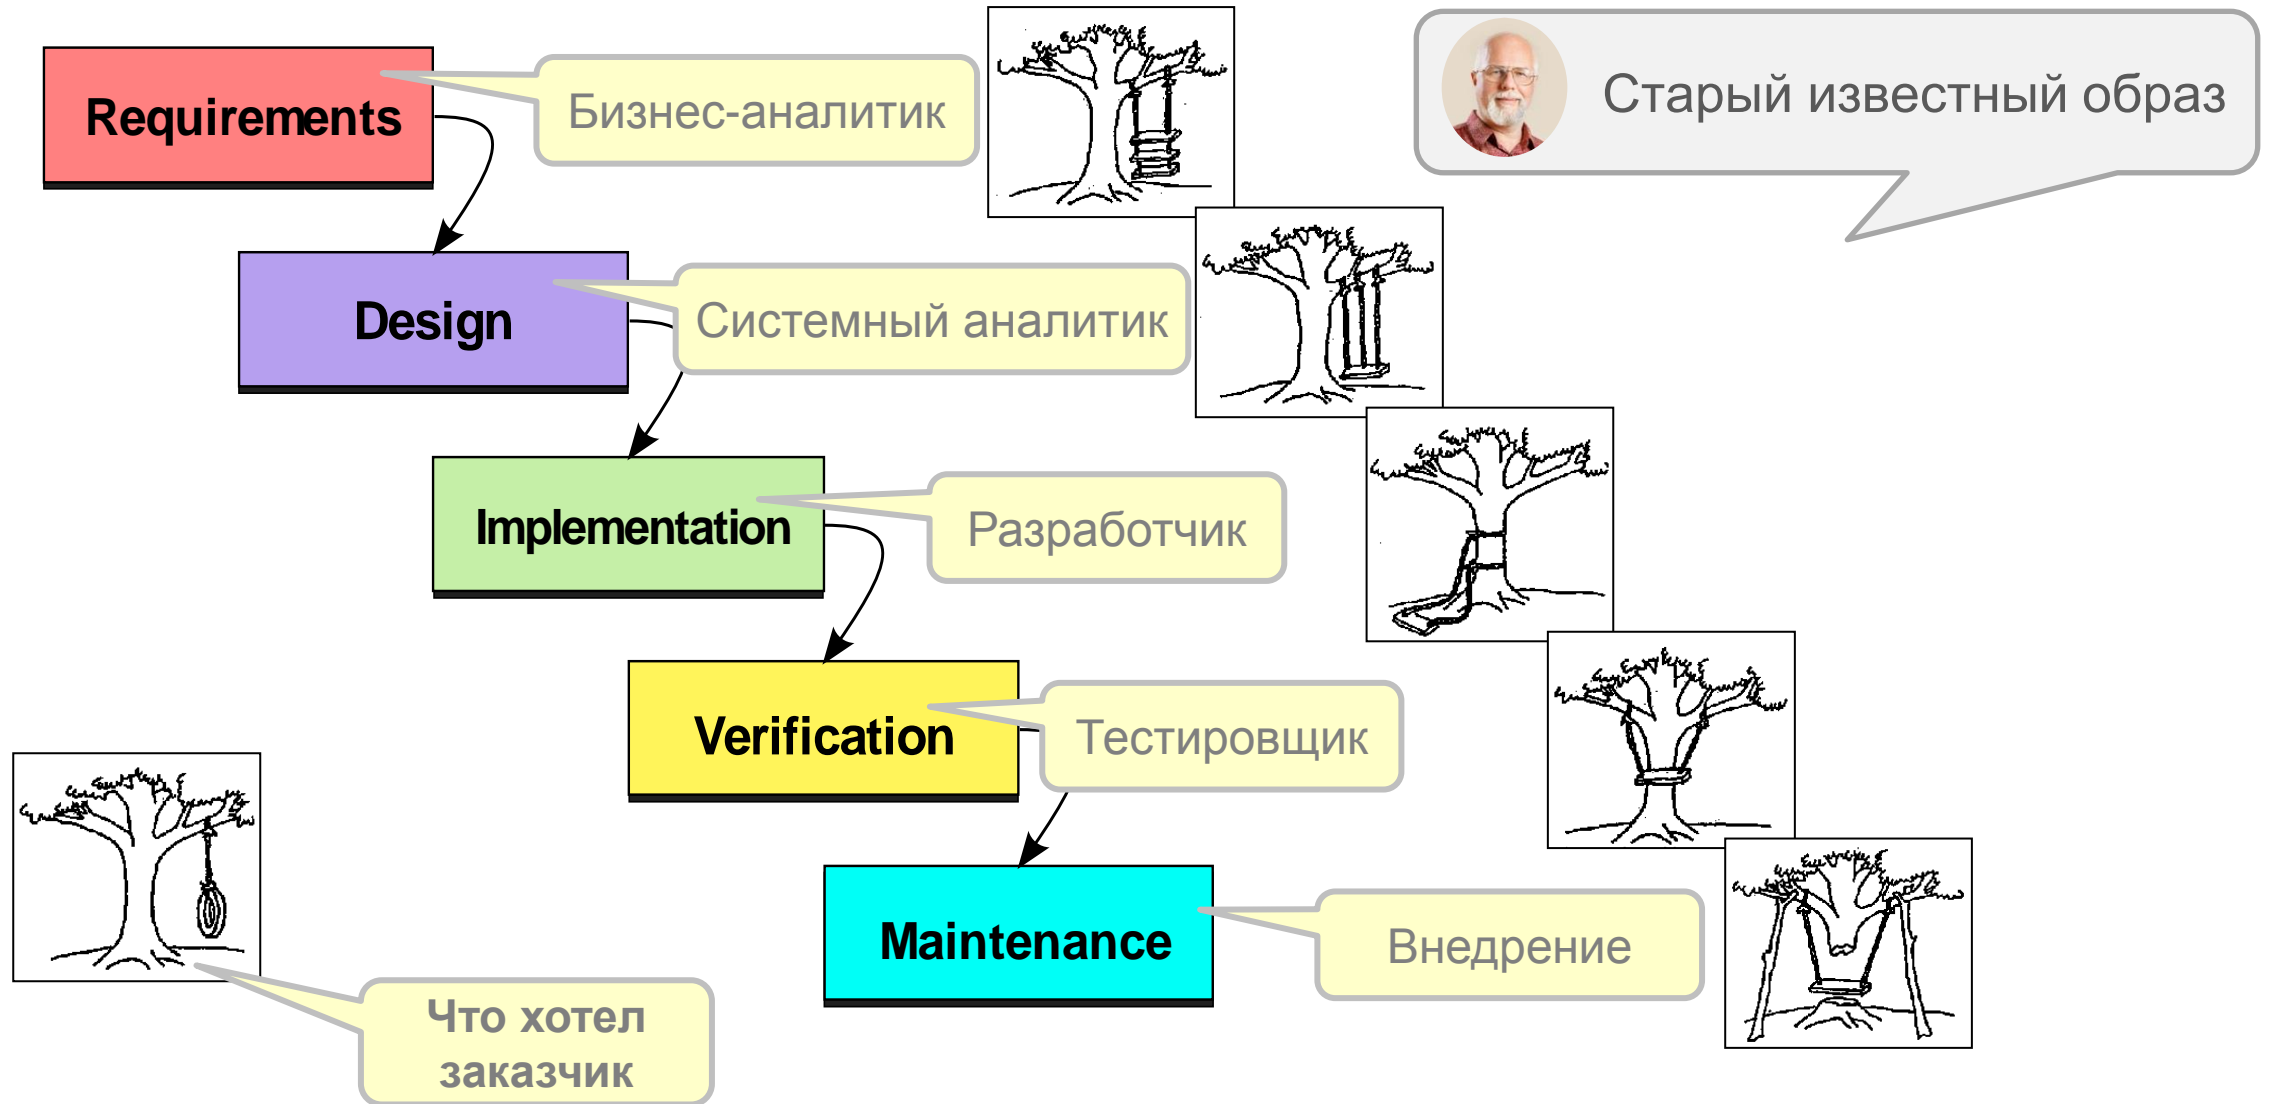 Старый известный образ
Requirements
Бизнес-аналитик
Design
Системный аналитик
Implementation
Разработчик
Verification
Тестировщик
Maintenance
Внедрение
Что хотел
заказчик